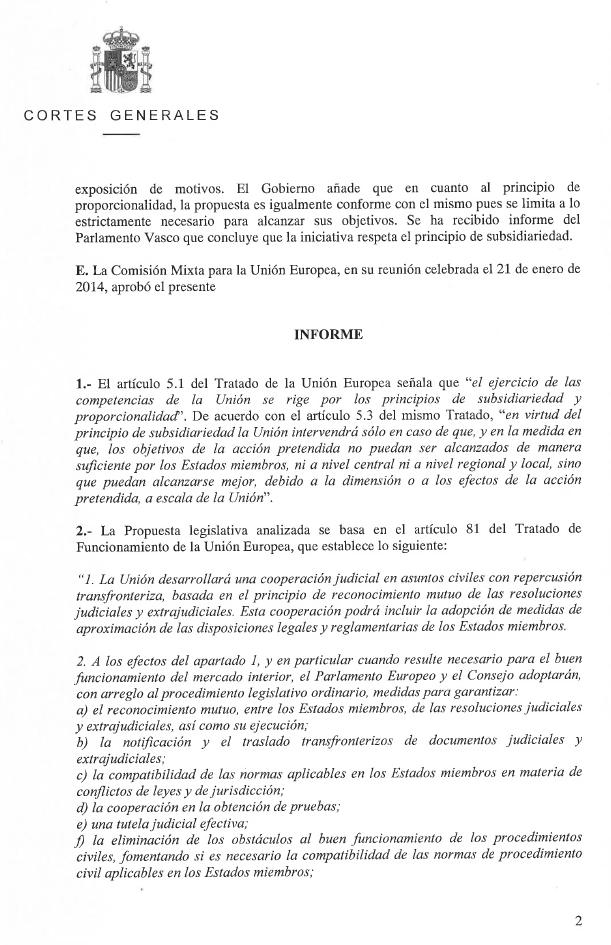 CORTES GENERALES
exposición de motivos. El Gobierno añade que en cuanto al principio de
proporcionalidad, la propuesta es igualmente conforme con el mismo pues se limita a lo
estrictamente necesario para alcanzar sus objetivos. Se ha recibido informe del
Parlamento Vasco que concluye que la iniciativa respeta el principio de subsidiariedad.
E. La Comisión Mixta para la Unión Europea, en su reunión celebrada el 21 de enero de
2014, aprobó el presente
INFORME
1.- El artículo 5.1 del Tratado de la Unión Europea señala que “el ejercicio de las
competencias de la Unión se rige por los principios de subsidiariedad y
proporcionalidad”. De acuerdo con el artículo 5.3 del mismo Tratado, “en virtud del
principio de subsidiariedad la Unión intervendrá sólo en caso de que, y en la medida en
que, los objetivos de la acción pretendida no puedan ser alcanzados de manera
suficiente por los Estados miembros, ni a nivel central ni a nivel regional y local, sino
que puedan alcanzarse mejor, debido a la dimensión o a los efectos de la acción
pretendida, a escala de la Unión”.
2.- La Propuesta legislativa analizada se basa en el artículo 81 del Tratado de
Funcionamiento de la Unión Europea, que establece lo siguiente:
“1. La Unión desarrollará una cooperación judicial en asuntos civiles con repercusión
transfronteriza, basada en el principio de reconocimiento mutuo de las resoluciones
judiciales y extrajudiciales. Esta cooperación podrá incluir la adopción de medidas de
aproximación de las disposiciones legales y reglamentarias de los Estados miembros.
2. A los efectos del apartado 1, y en particular cuando resulte necesario para el buen
funcionamiento del mercado interior, el Parlamento Europeo y el Consejo adoptarán,
con arreglo al procedimiento legislativo ordinario, medidas para garantizar:
a) el reconocimiento mutuo, entre los Estados miembros, de las resoluciones judiciales
y extrajudiciales, así como su ejecución;
b) la notificación y el traslado transfronterizos de documentos judiciales y
extrajudiciales;
c) la compatibilidad de las normas aplicables en los Estados miembros en materia de
conflictos de leyes y de jurisdicción;
d) la cooperación en la obtención de pruebas;
e) una tutela judicial efectiva;
f) la eliminación de los obstáculos al buen funcionamiento de los procedimientos
civiles, fomentando si es necesario la compatibilidad de las normas de procedimiento
civil aplicables en los Estados miembros;
2